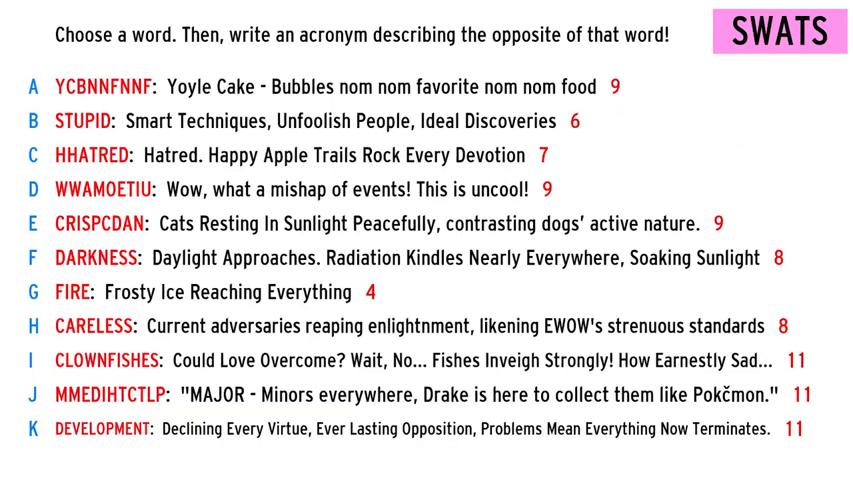 Choose a word. Then, write an acronym describing the opposite of that word!
SWATS
A YCBNNFNNF: Yoyle Cake - Bubbles nom nom favorite nom nom food 9
B STUPID: Smart Techniques, Unfoolish People, Ideal Discoveries 6
C HHATRED: Hatred. Happy Apple Trails Rock Every Devotion 7
D WWAMOETIU: Wow, what a mishap of events! This is uncool! 9
E CRISPCDAN: Cats Resting In Sunlight Peacefully, contrasting dogs' active nature. 9
F DARKNESS: Daylight Approaches. Radiation Kindles Nearly Everywhere, Soaking Sunlight 8
G FIRE: Frosty Ice Reaching Everything 4
H CARELESS: Current adversaries reaping enlightnment, likening EWOW's strenuous standards 8
I CLOWNFISHES: Could Love Overcome? Wait, No... Fishes Inveigh Strongly! How Earnestly Sad... 11
J MMEDIHTCTLP: "MAJOR - Minors everywhere, Drake is here to collect them like Pokčmon." 11
K DEVELOPMENT: Declining Every Virtue, Ever Lasting Opposition, Problems Mean Everything Now Terminates. 11